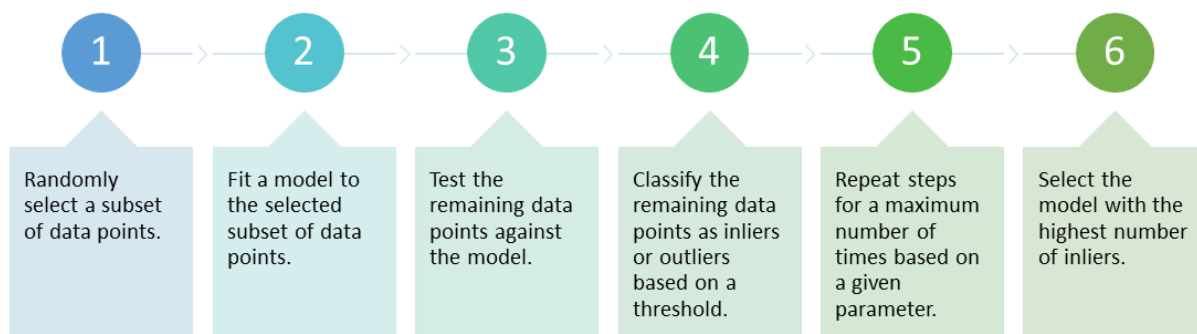 1
2
3
4
5
6
Randomly
select a subset
of data points.
Fit a model to
the selected
subset of data
points.
Test the
remaining data
points against
the model.
Classify the
remaining data
points as inliers
or outliers
based on a
threshold.
Repeat steps
for a maximum
number of
times based on
a given
parameter.
Select the
model with the
highest number
of inliers.